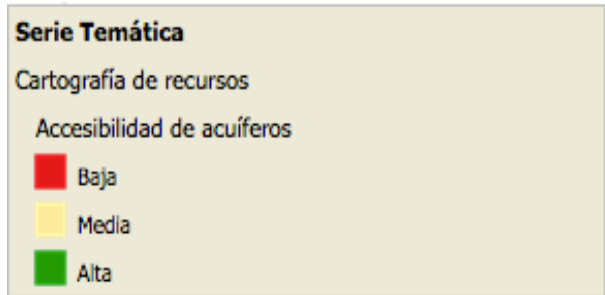 Serie Temática
Cartografía de recursos
Accesibilidad de acuíferos
Baja
Media
Alta